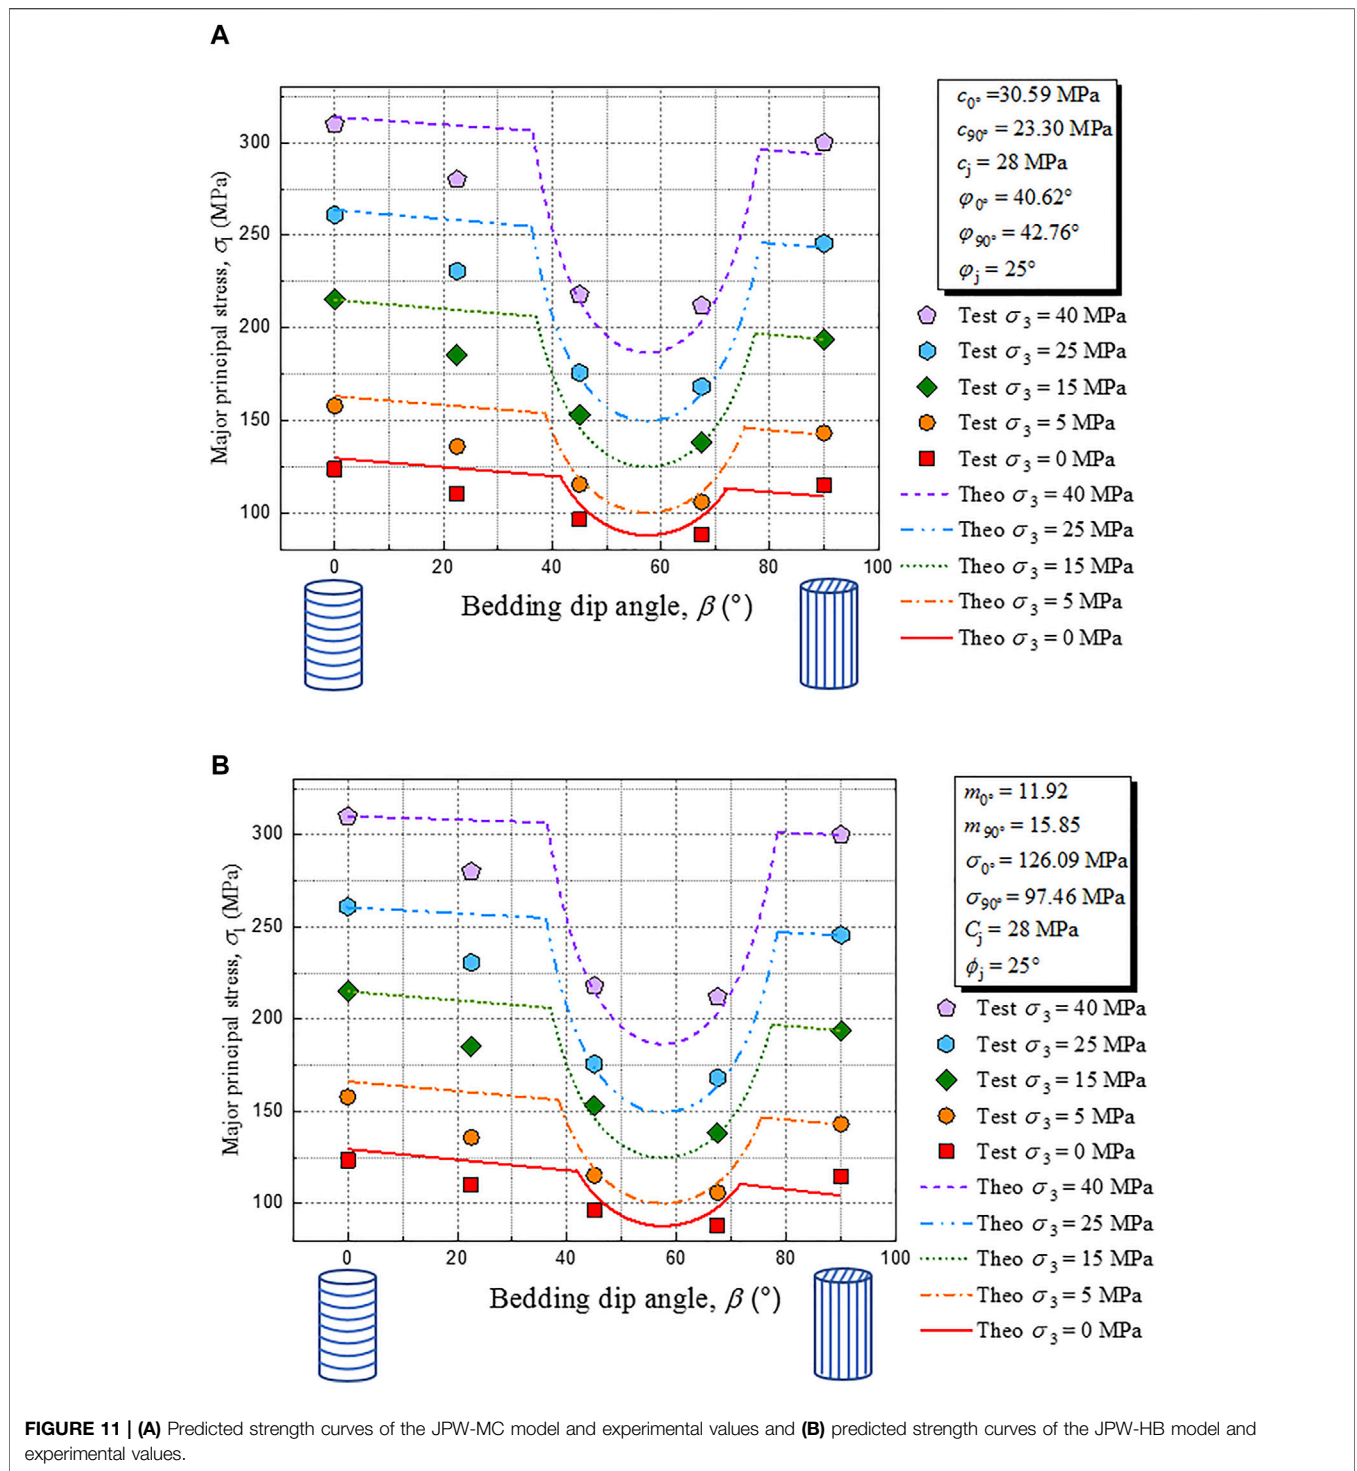 A
c0° =30.59 MPa
c90° = 23.30 MPa
cj = 28 MPa
φ0° = 40.62°
φ90° = 42.76°
φj = 25°
Major principal stress, σ1 (MPa)
300
250
200
150
100
0 20 40 60 80 100
Bedding dip angle, β (°)
Test σ3 = 40 MPa
Test σ3 = 25 MPa
Test σ3 = 15 MPa
Test σ3 = 5 MPa
Test σ3 = 0 MPa
Theo σ3 = 40 MPa
Theo σ3 = 25 MPa
Theo σ3 = 15 MPa
Theo σ3 = 5 MPa
Theo σ3 = 0 MPa
B
m0° = 11.92
m90° = 15.85
σ0° = 126.09 MPa
σ90° = 97.46 MPa
Cj = 28 MPa
ϕj = 25°
Major principal stress, σ1 (MPa)
300
250
200
150
100
0 20 40 60 80 100
Bedding dip angle, β (°)
Test σ3 = 40 MPa
Test σ3 = 25 MPa
Test σ3 = 15 MPa
Test σ3 = 5 MPa
Test σ3 = 0 MPa
Theo σ3 = 40 MPa
Theo σ3 = 25 MPa
Theo σ3 = 15 MPa
Theo σ3 = 5 MPa
Theo σ3 = 0 MPa
FIGURE 11 | (A) Predicted strength curves of the JPW-MC model and experimental values and (B) predicted strength curves of the JPW-HB model and
experimental values.